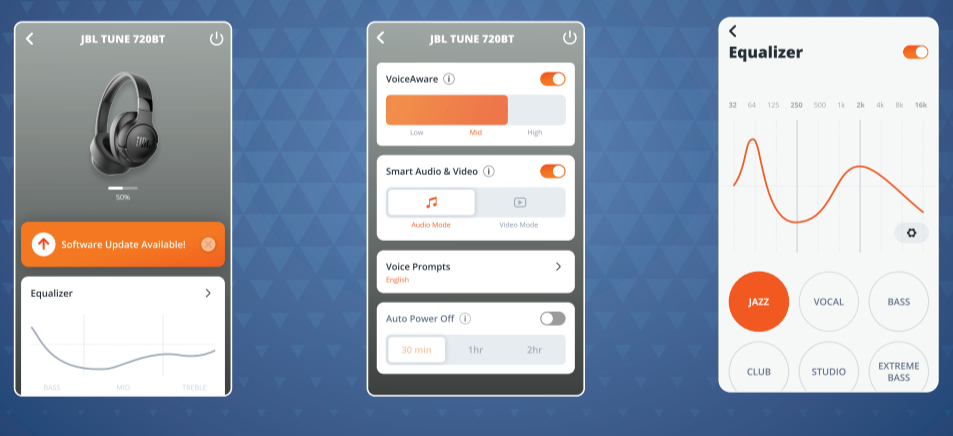 JBL TUNE 720BT
JBL
50%
Software Update Available!
Equalizer
BASS MID TREBLE
JBL TUNE 720BT
VoiceAware
Low Mid High
Smart Audio & Video
Audio Mode Video Mode
Voice Prompts
English
Auto Power Off
30 min 1hr 2hr
Equalizer
32 64 125 250 500 1k 2k 4k 8k 16k
JAZZ VOCAL BASS
CLUB STUDIO EXTREME
BASS